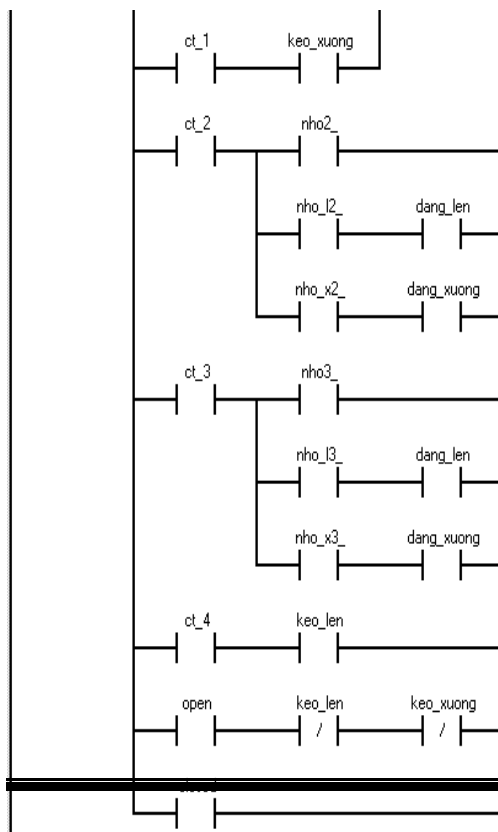 ct_1 keo_xuong
ct_2 nho2_
nho_l2_ dang_len
nho_x2_ dang_xuong
ct_3 nho3_
nho_l3_ dang_len
nho_x3_ dang_xuong
ct_4 keo_len
open keo_len keo_xuong
/ /